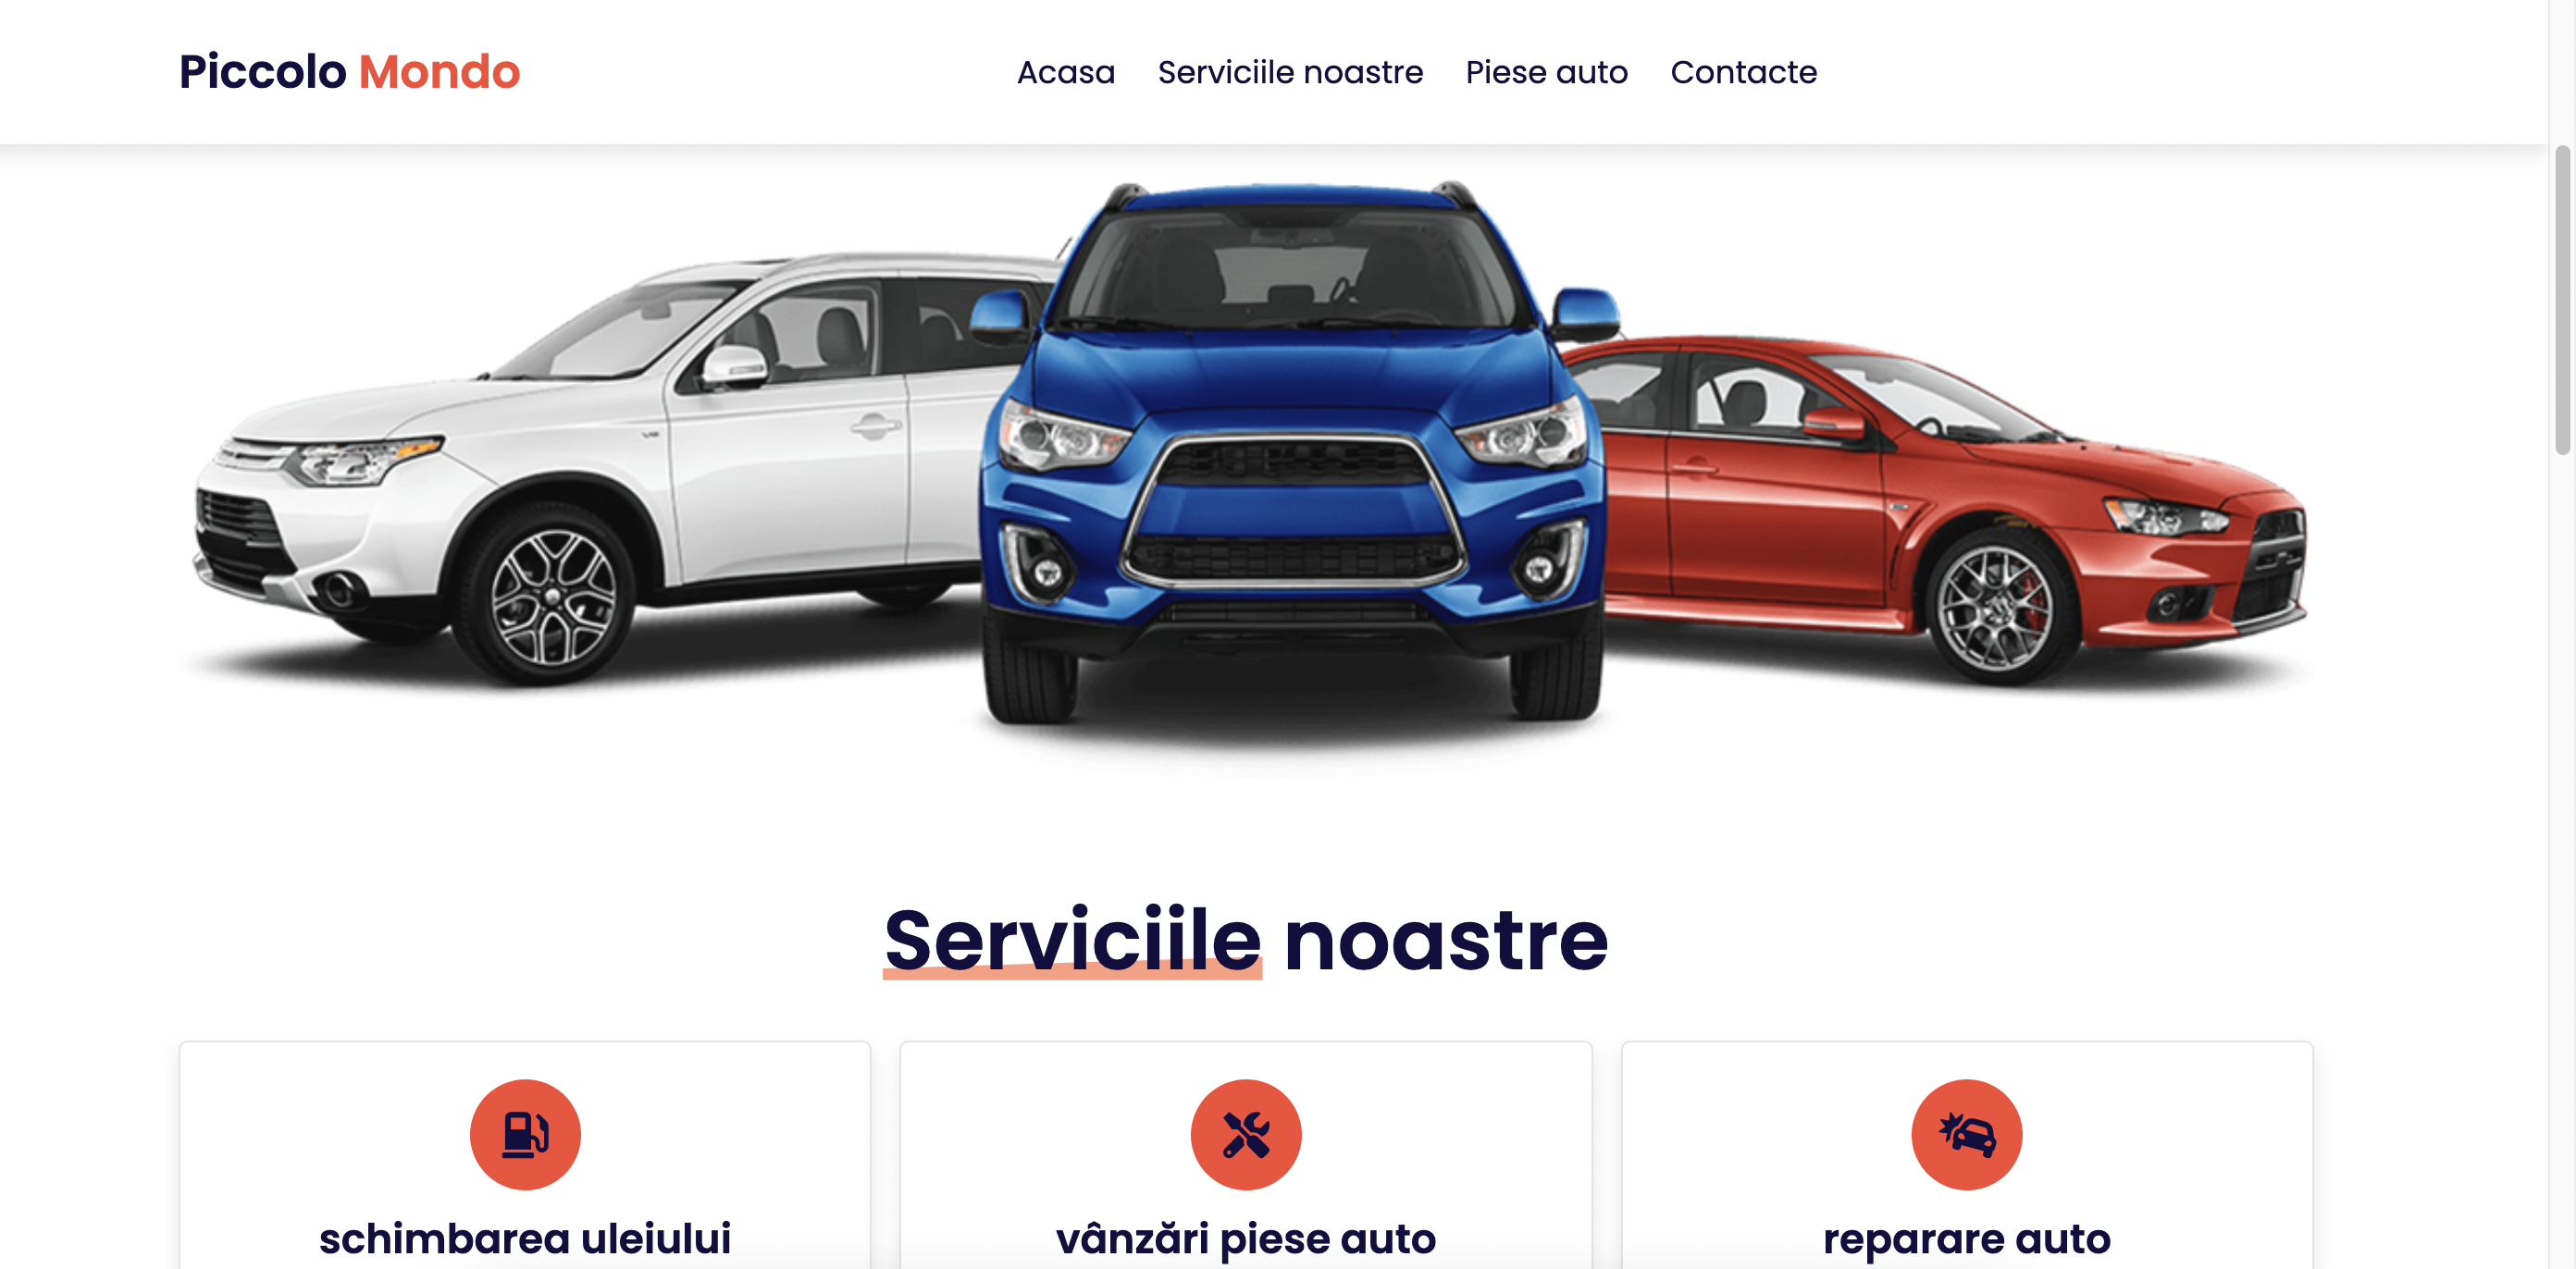 Piccolo Mondo
Acasa Serviciile noastre Piese auto Contacte
Serviciile noastre
schimbarea uleiului
vânzări piese auto
reparare auto